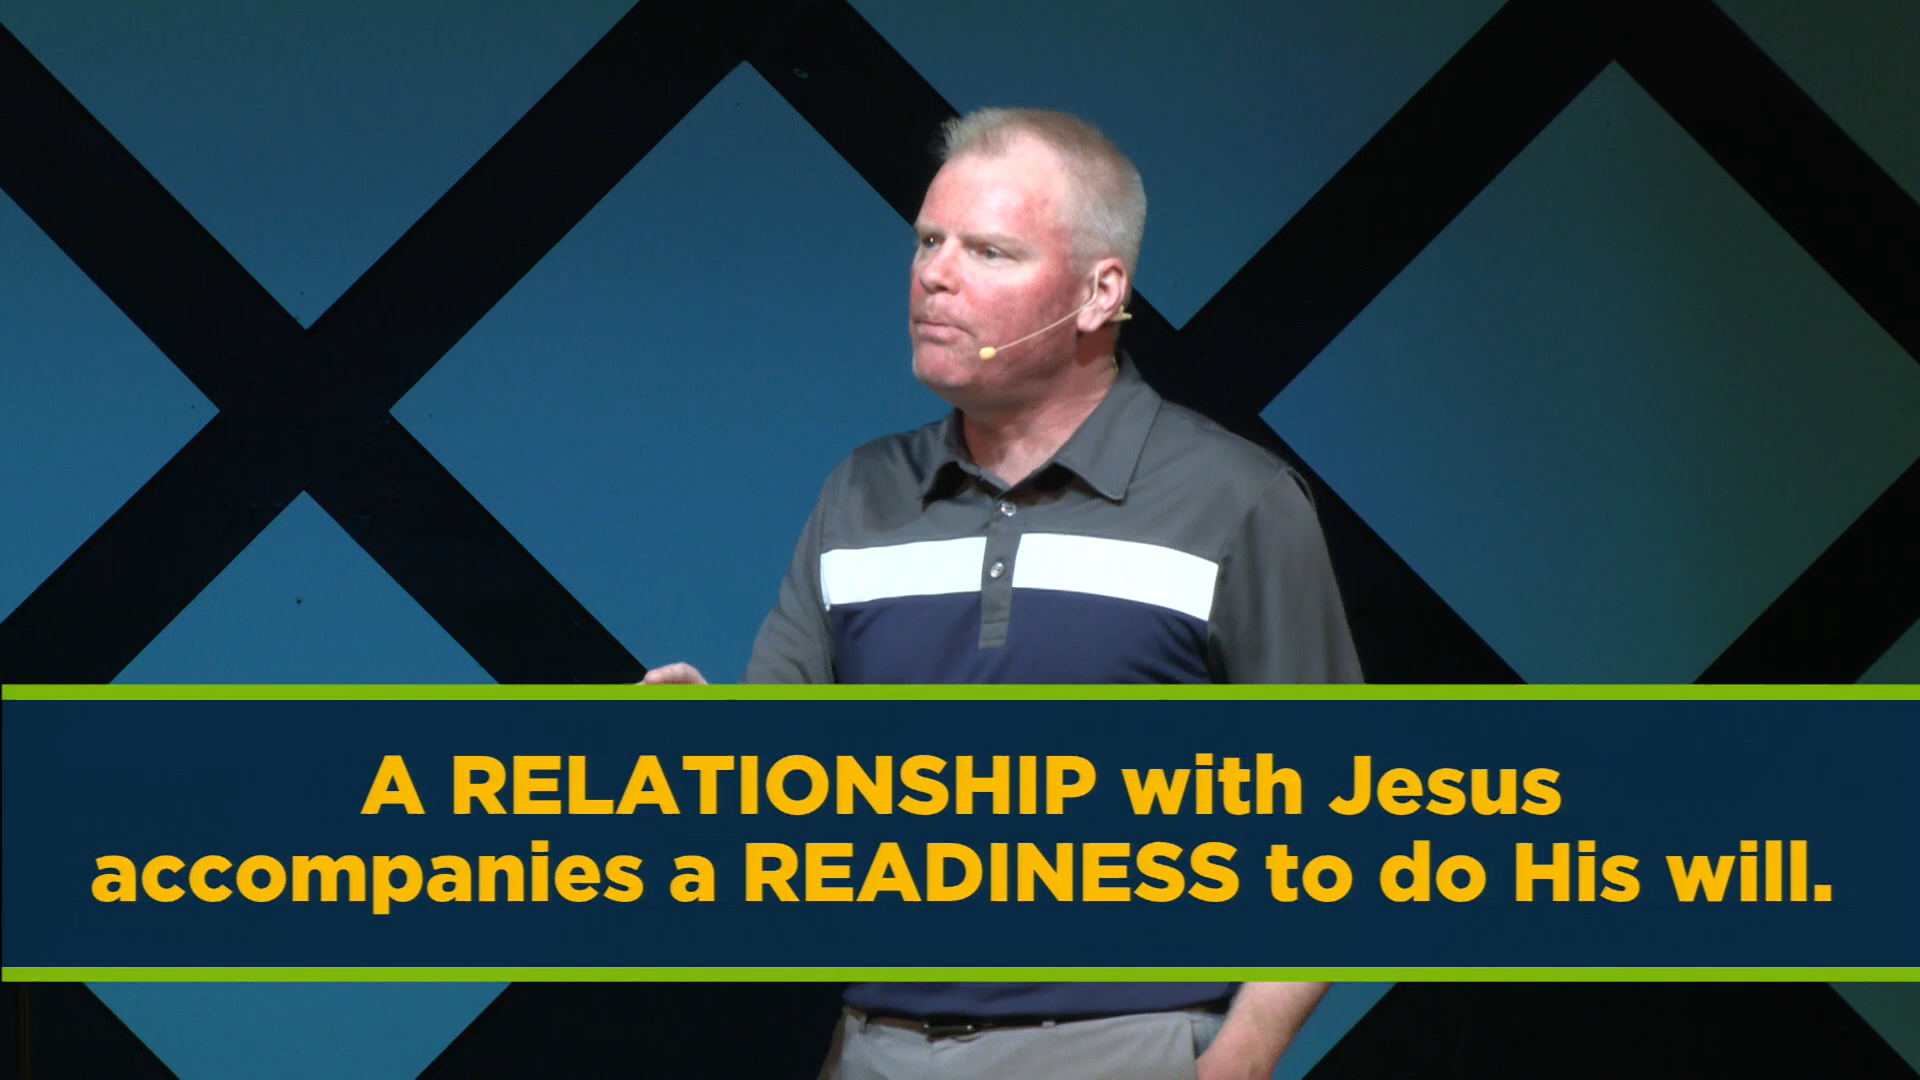 A RELATIONSHIP with Jesus
accompanies a READINESS to do His will.